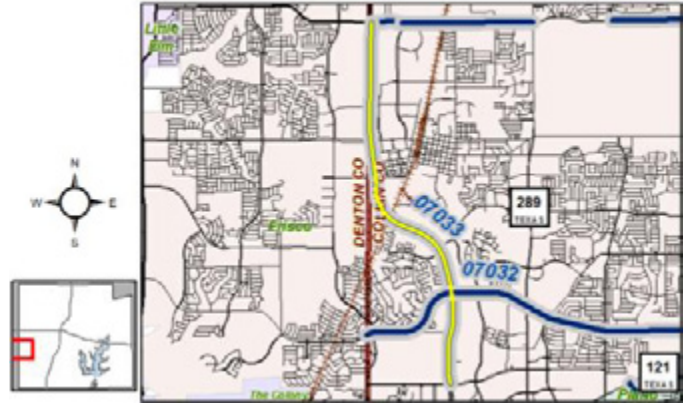 Little
Elm
N
W E
S
DENTON CO
COLLIN CO
Frisco
07033
07032
289
TEXAS
121
TEXAS
The Colony
Plano